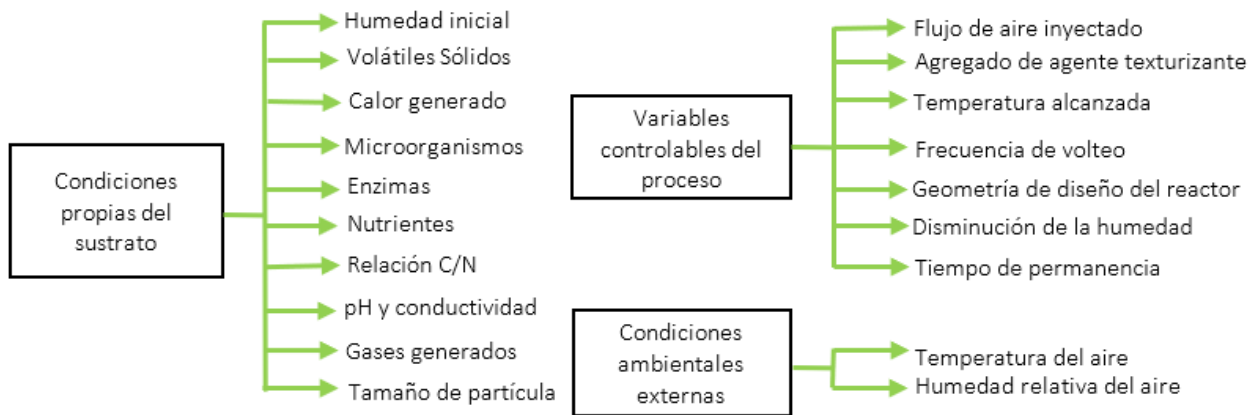 Condiciones
propias del
sustrato
Humedad inicial
Volátiles Sólidos
Calor generado
Microorganismos
Enzimas
Nutrientes
Relación C/N
pH y conductividad
Gases generados
Tamaño de partícula
Variables
controlables del
proceso
Flujo de aire inyectado
Agregado de agente texturizante
Temperatura alcanzada
Frecuencia de volteo
Geometría de diseño del reactor
Disminución de la humedad
Tiempo de permanencia
Condiciones
ambientales
externas
Temperatura del aire
Humedad relativa del aire